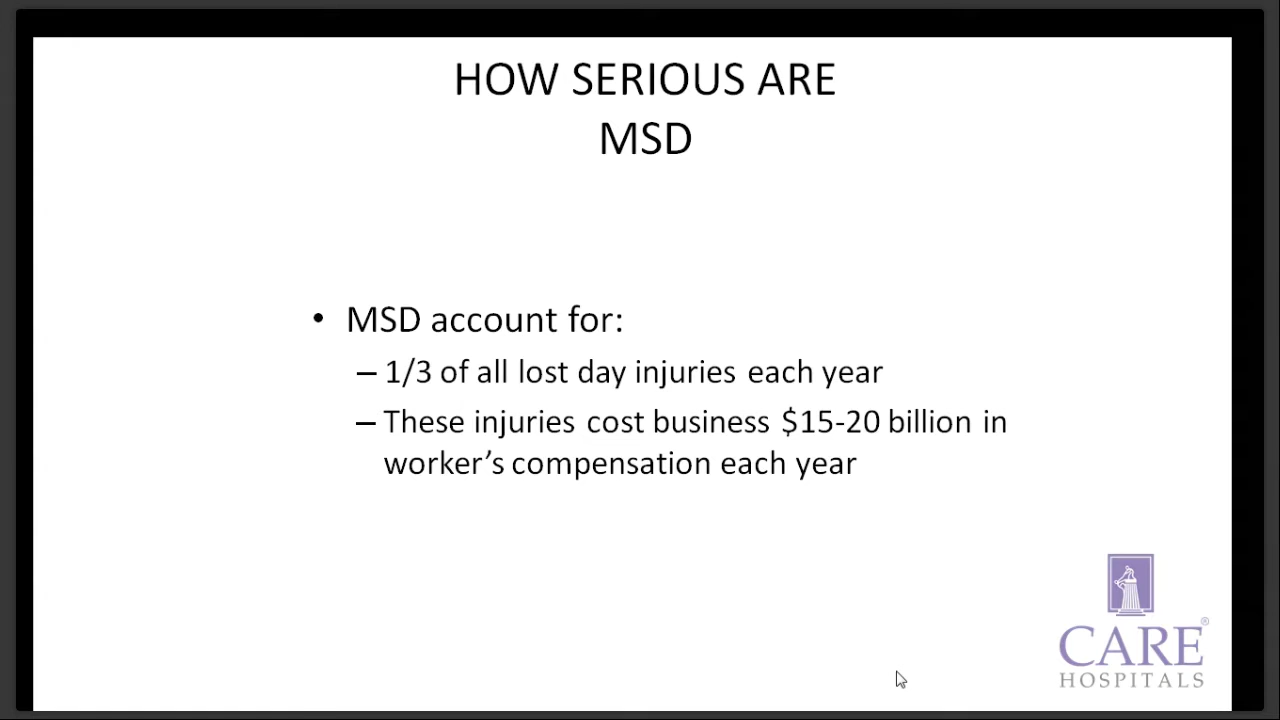 HOW SERIOUS ARE
MSD
• MSD account for:
– 1/3 of all lost day injuries each year
– These injuries cost business $15-20 billion in
worker’s compensation each year
CARE®
HOSPITALS